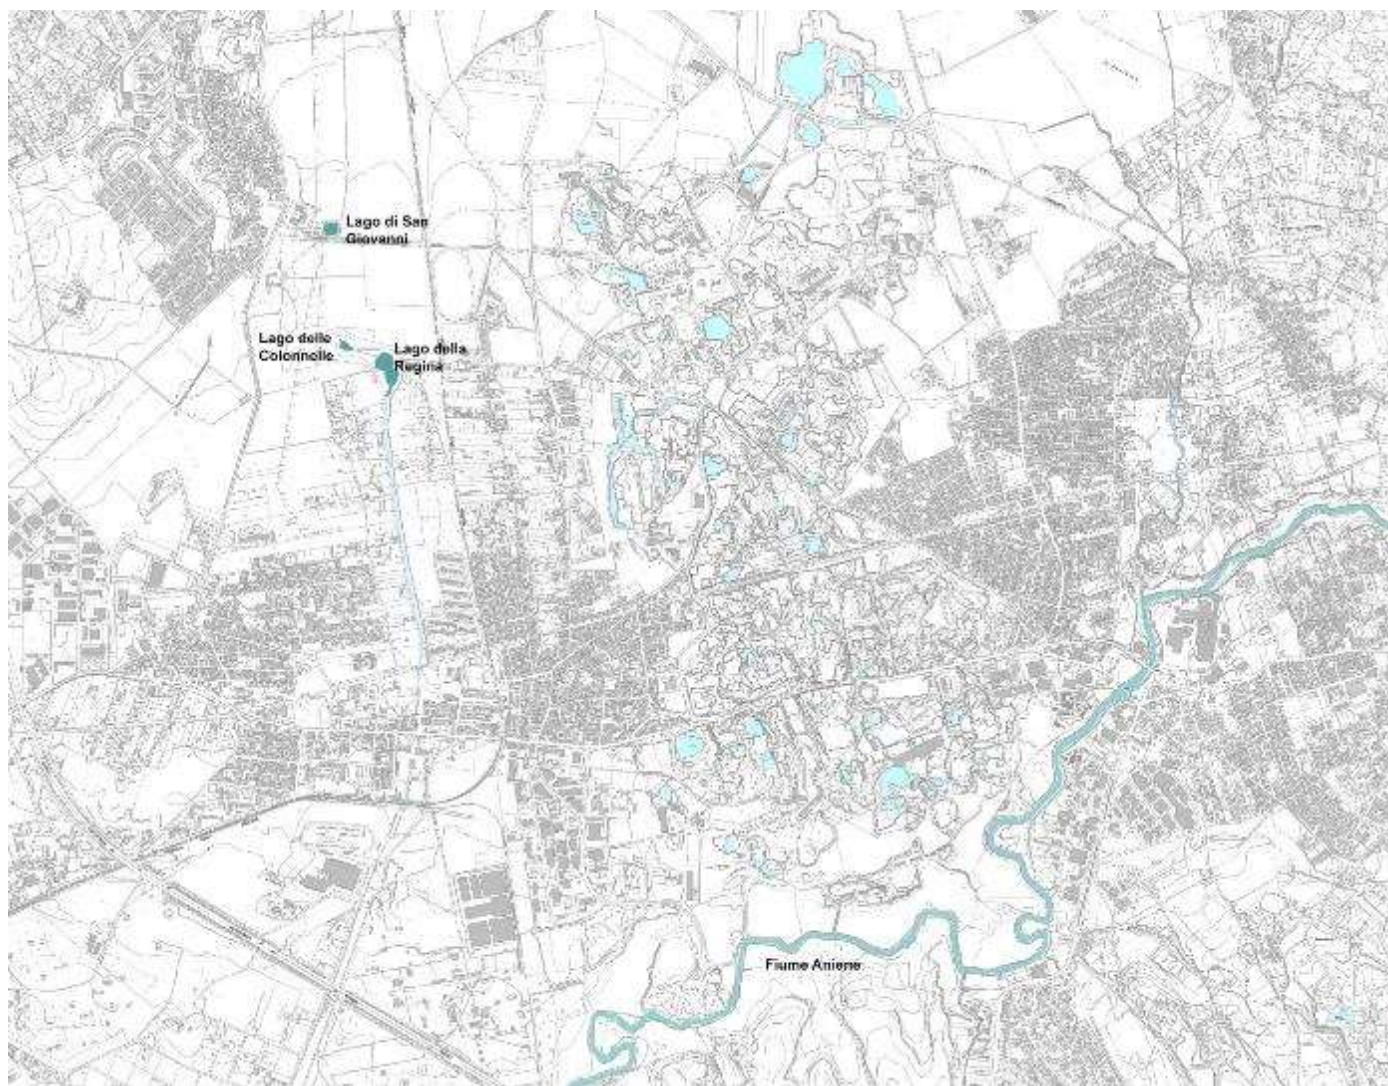 Lago di San
Giovanni
Lago delle
Colonnelle
Lago della
Regina
Fiume Aniene